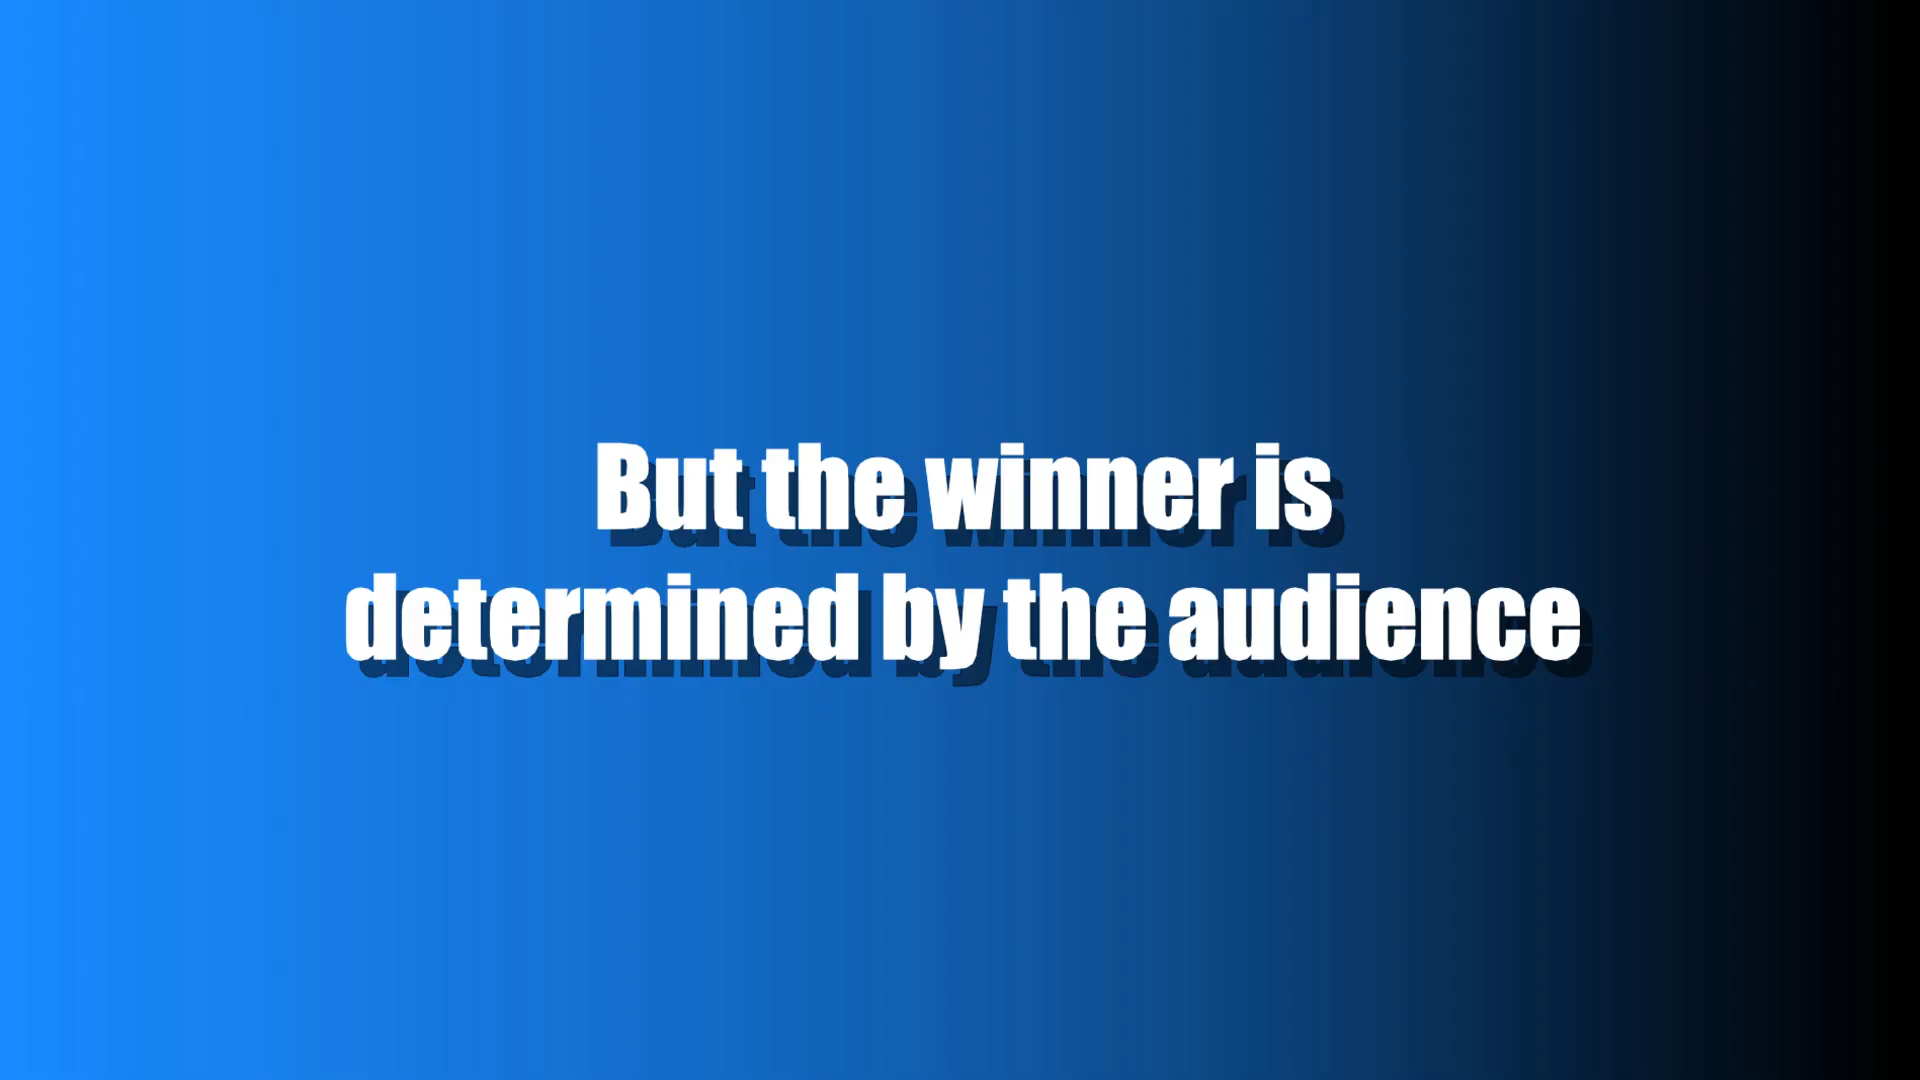 But the winner is
determined by the audience